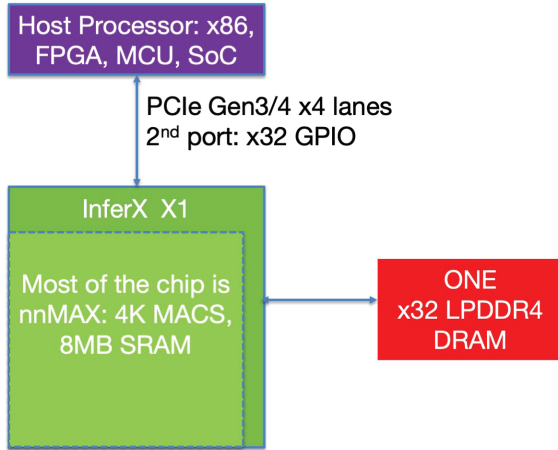 Host Processor: x86,
FPGA, MCU, SoC
PCIe Gen3/4 x4 lanes
2nd port: x32 GPIO
InferX X1
Most of the chip is
nnMAX: 4K MACS,
8MB SRAM
ONE
x32 LPDDR4
DRAM